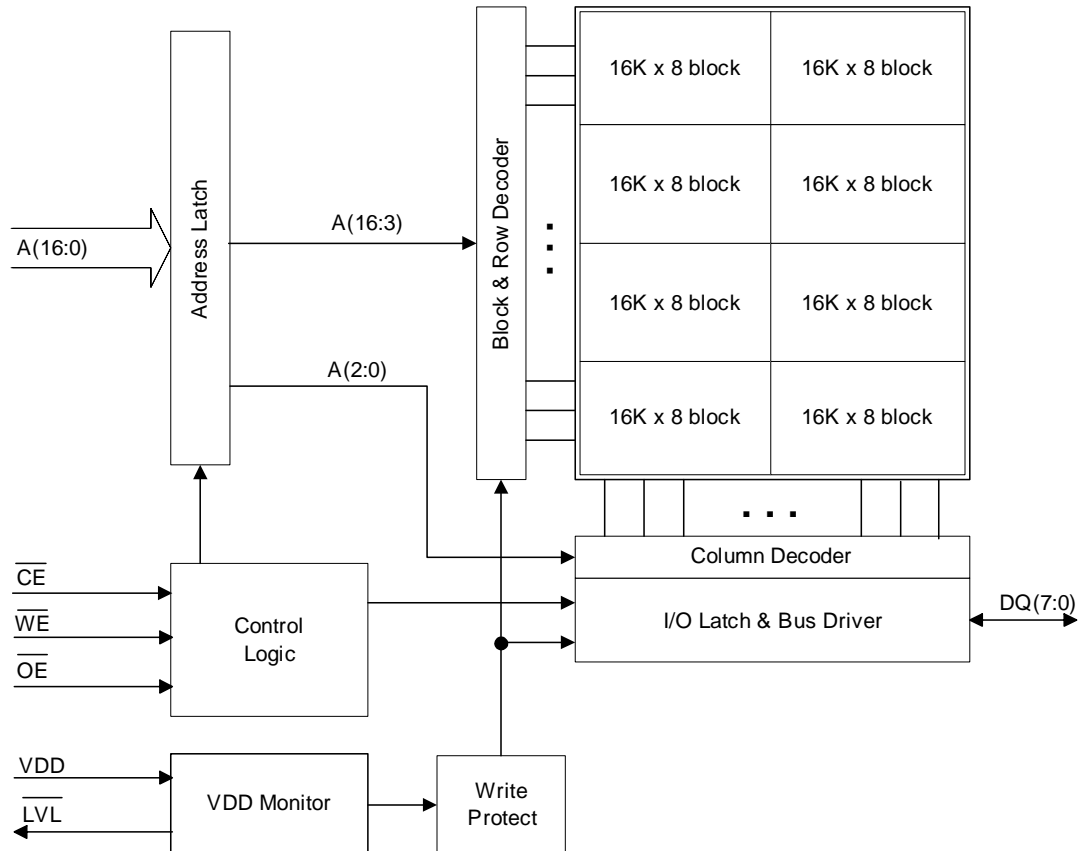 A(16:0)
Address Latch
A(16:3)
A(2:0)
Block & Row Decoder
16K x 8 block
16K x 8 block
16K x 8 block
16K x 8 block
16K x 8 block
16K x 8 block
16K x 8 block
16K x 8 block
Column Decoder
I/O Latch & Bus Driver
DQ(7:0)
CE
WE
OE
Control
Logic
VDD
LVL
VDD Monitor
Write
Protect